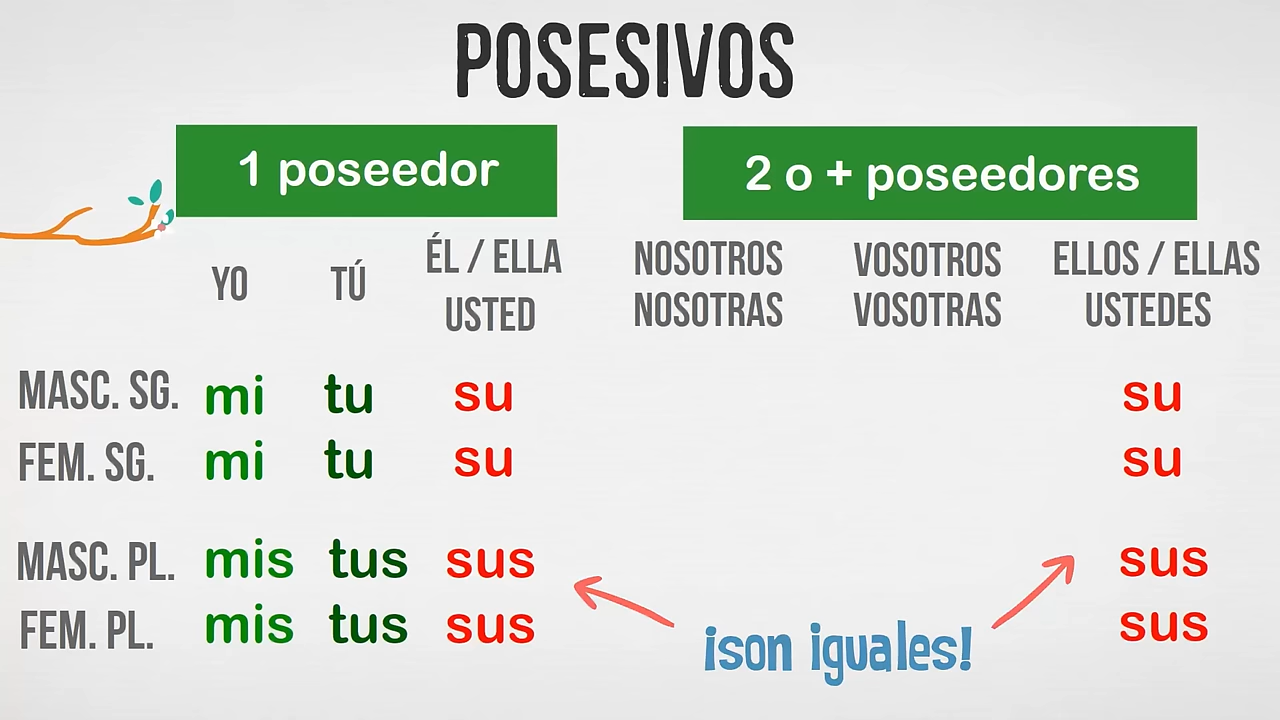 POSESIVOS
1 poseedor
2 o + poseedores
YO
TÚ
ÉL / ELLA
USTED
NOSOTROS
NOSOTRAS
VOSOTROS
VOSOTRAS
ELLOS / ELLAS
USTEDES
MASC. SG. mi tu su su
FEM. SG. mi tu su su
MASC. PL. mis tus sus sus
FEM. PL. mis tus sus sus
¡son iguales!